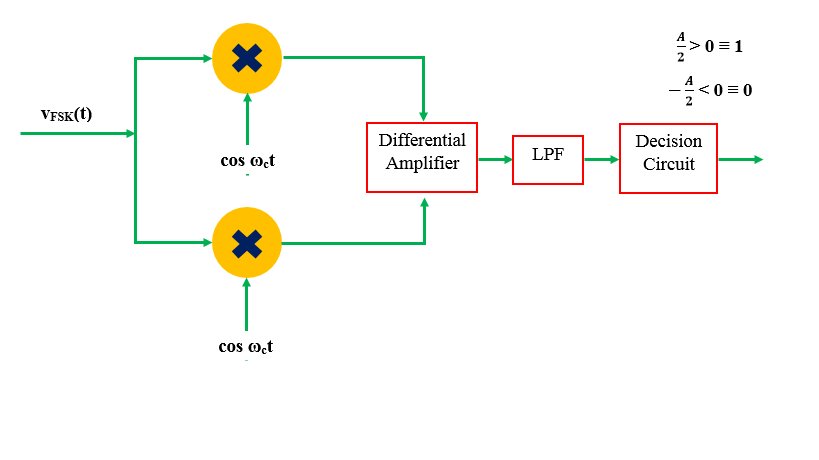 A/2 > 0 ≡ 1
− A/2 < 0 ≡ 0
vFSK(t)
cos ωct
Differential
Amplifier
LPF
Decision
Circuit
cos ωct